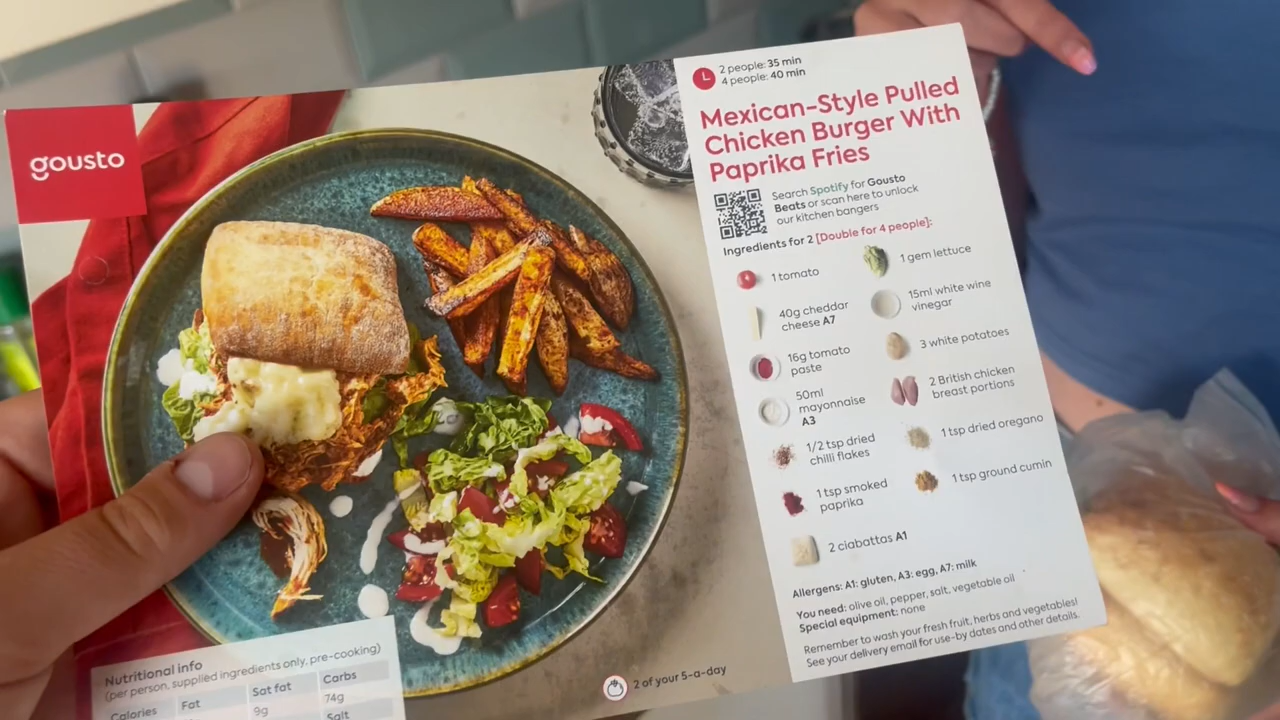 gousto
2 people: 35 min
4 people: 40 min
Mexican-Style Pulled
Chicken Burger With
Paprika Fries
Search Spotify for Gousto
Beats or scan here to unlock
our kitchen bangers
Ingredients for 2 [Double for 4 people]:
1 tomato
1 gem lettuce
40g cheddar
cheese A7
15ml white wine
vinegar
16g tomato
paste
3 white potatoes
50ml
mayonnaise
A3
2 British chicken
breast portions
1/2 tsp dried
chilli flakes
1 tsp dried oregano
1 tsp smoked
paprika
1 tsp ground cumin
2 ciabattas A1
Allergens: A1: gluten, A3: egg, A7: milk
You need: olive oil, pepper, salt, vegetable oil
Special equipment: none
Remember to wash your fresh fruit, herbs and vegetables!
See your delivery email for use-by dates and other details.
Nutritional info
(per person, supplied ingredients only, pre-cooking)
Calories Fat Sat fat Carbs
9g 74g
Salt
2 of your 5-a-day